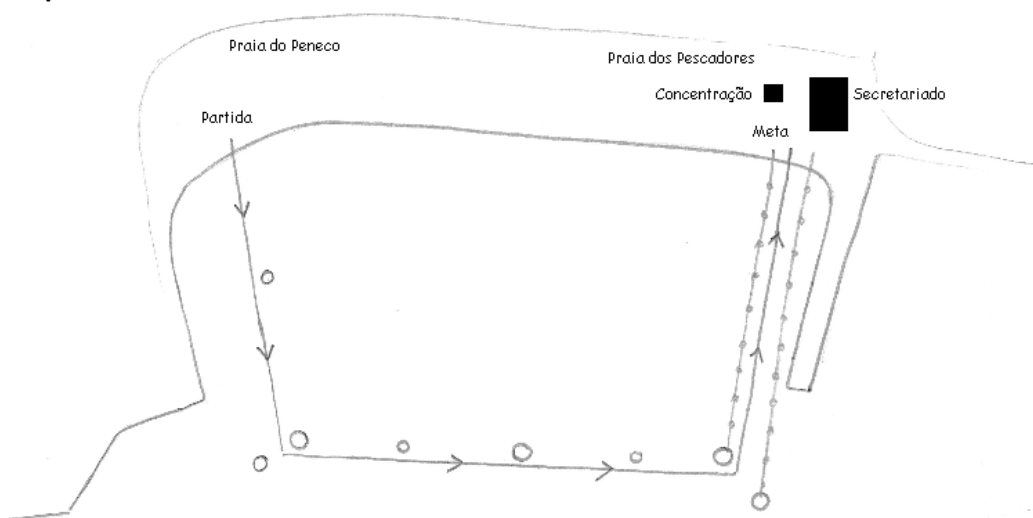 Praia do Peneco
Praia dos Pescadores
Concentração
Secretariado
Partida
Meta